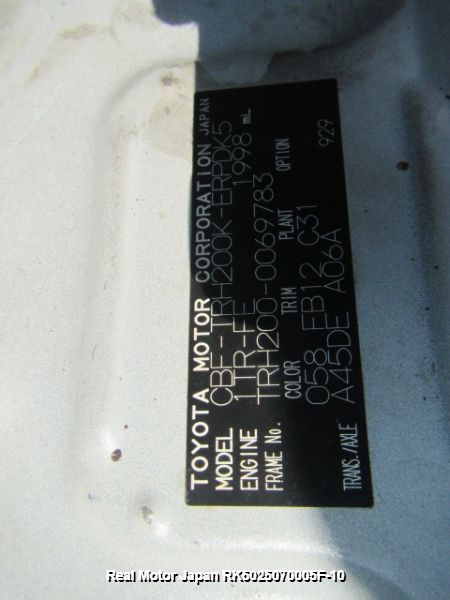 TOYOTA MOTOR CORPORATION JAPAN
MODEL CBF-TRH200K-ERPDK5
ENGINE 1TR-FE 1998 mL
FRAME No. TRH200-0069783
COLOR TRIM PLANT OPTION
058 FB12 C31 929
TRANS./AXLE A45DE A06A
Real Motor Japan RK5025070005F-10